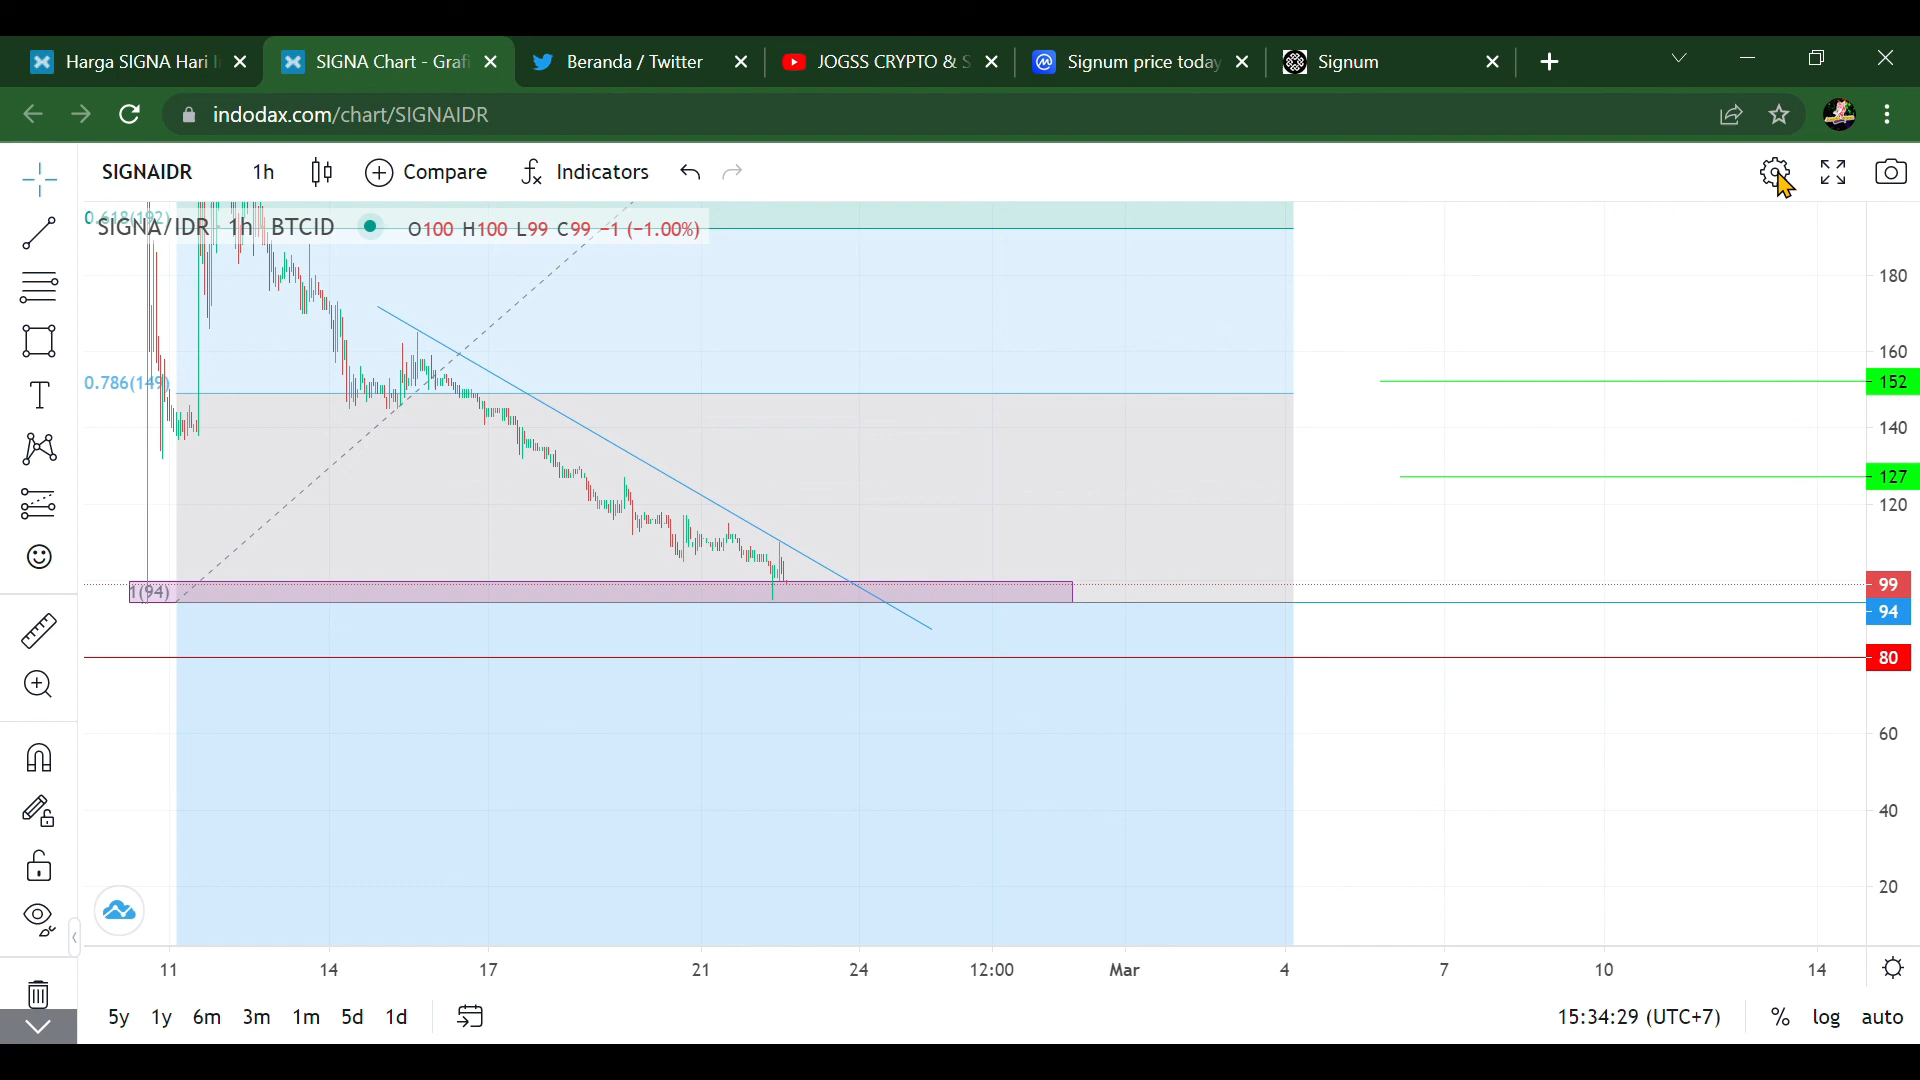 Harga SIGNA Hari I
SIGNA Chart - Grafi
Beranda / Twitter
JOGSS CRYPTO & S
Signum price today,
Signum
indodax.com/chart/SIGNAIDR
SIGNAIDR
1h
Compare
Indicators
0.618(192)
SIGNA/IDR 1h BTCID
O100 H100 L99 C99 −1 (−1.00%)
180
160
0.786(149)
152
140
127
120
1(94)
99
94
80
60
40
20
11
14
17
21
24
12:00
Mar
4
7
10
14
5y
1y
6m
3m
1m
5d
1d
15:34:29 (UTC+7)
%
log
auto